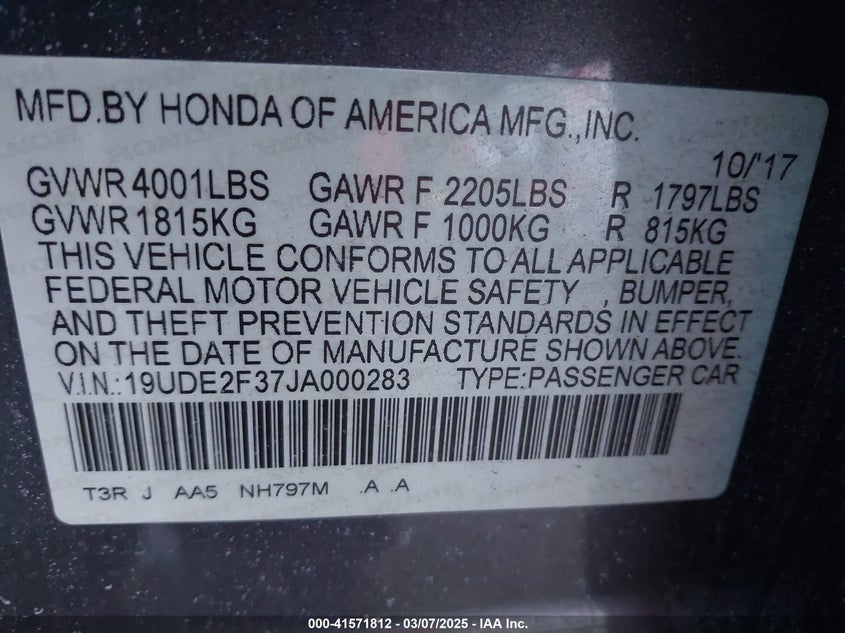 MFD.BY HONDA OF AMERICA MFG.,INC.
10/'17
GVWR 4001LBS GAWR F 2205LBS R 1797LBS
GVWR 1815KG GAWR F 1000KG R 815KG
THIS VEHICLE CONFORMS TO ALL APPLICABLE
FEDERAL MOTOR VEHICLE SAFETY , BUMPER,
AND THEFT PREVENTION STANDARDS IN EFFECT
ON THE DATE OF MANUFACTURE SHOWN ABOVE.
V.I.N.:19UDE2F37JA000283 TYPE:PASSENGER CAR
T3R J AA5 NH797M .A .A
000-41571812 - 03/07/2025 - IAA Inc.